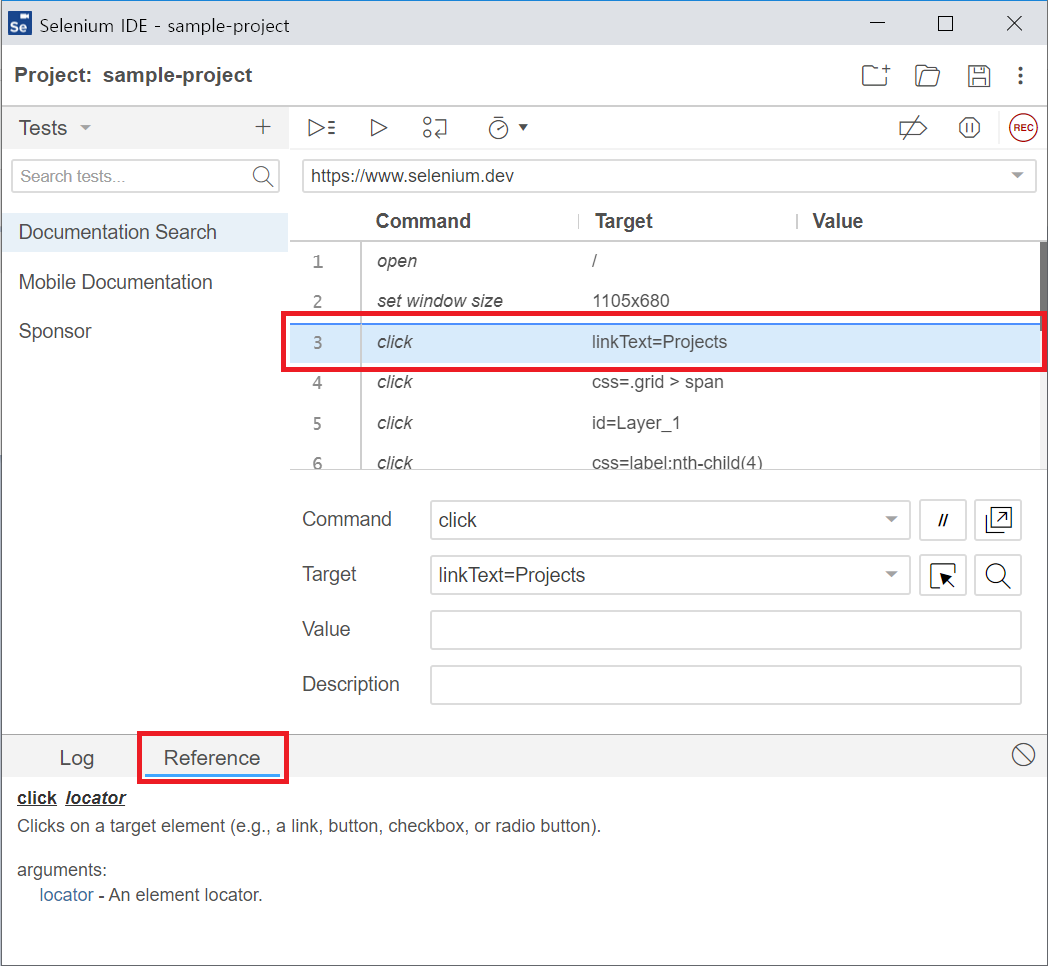 Se Selenium IDE - sample-project
Project: sample-project
Tests
Search tests...
Documentation Search
Mobile Documentation
Sponsor
REC
https://www.selenium.dev
Command Target Value
1 open /
2 set window size 1105x680
3 click linkText=Projects
4 click css=.grid > span
5 click id=Layer_1
6 click css=label:nth-child(4)
Command click //
Target linkText=Projects
Value
Description
Log Reference
click locator
Clicks on a target element (e.g., a link, button, checkbox, or radio button).
arguments:
locator - An element locator.